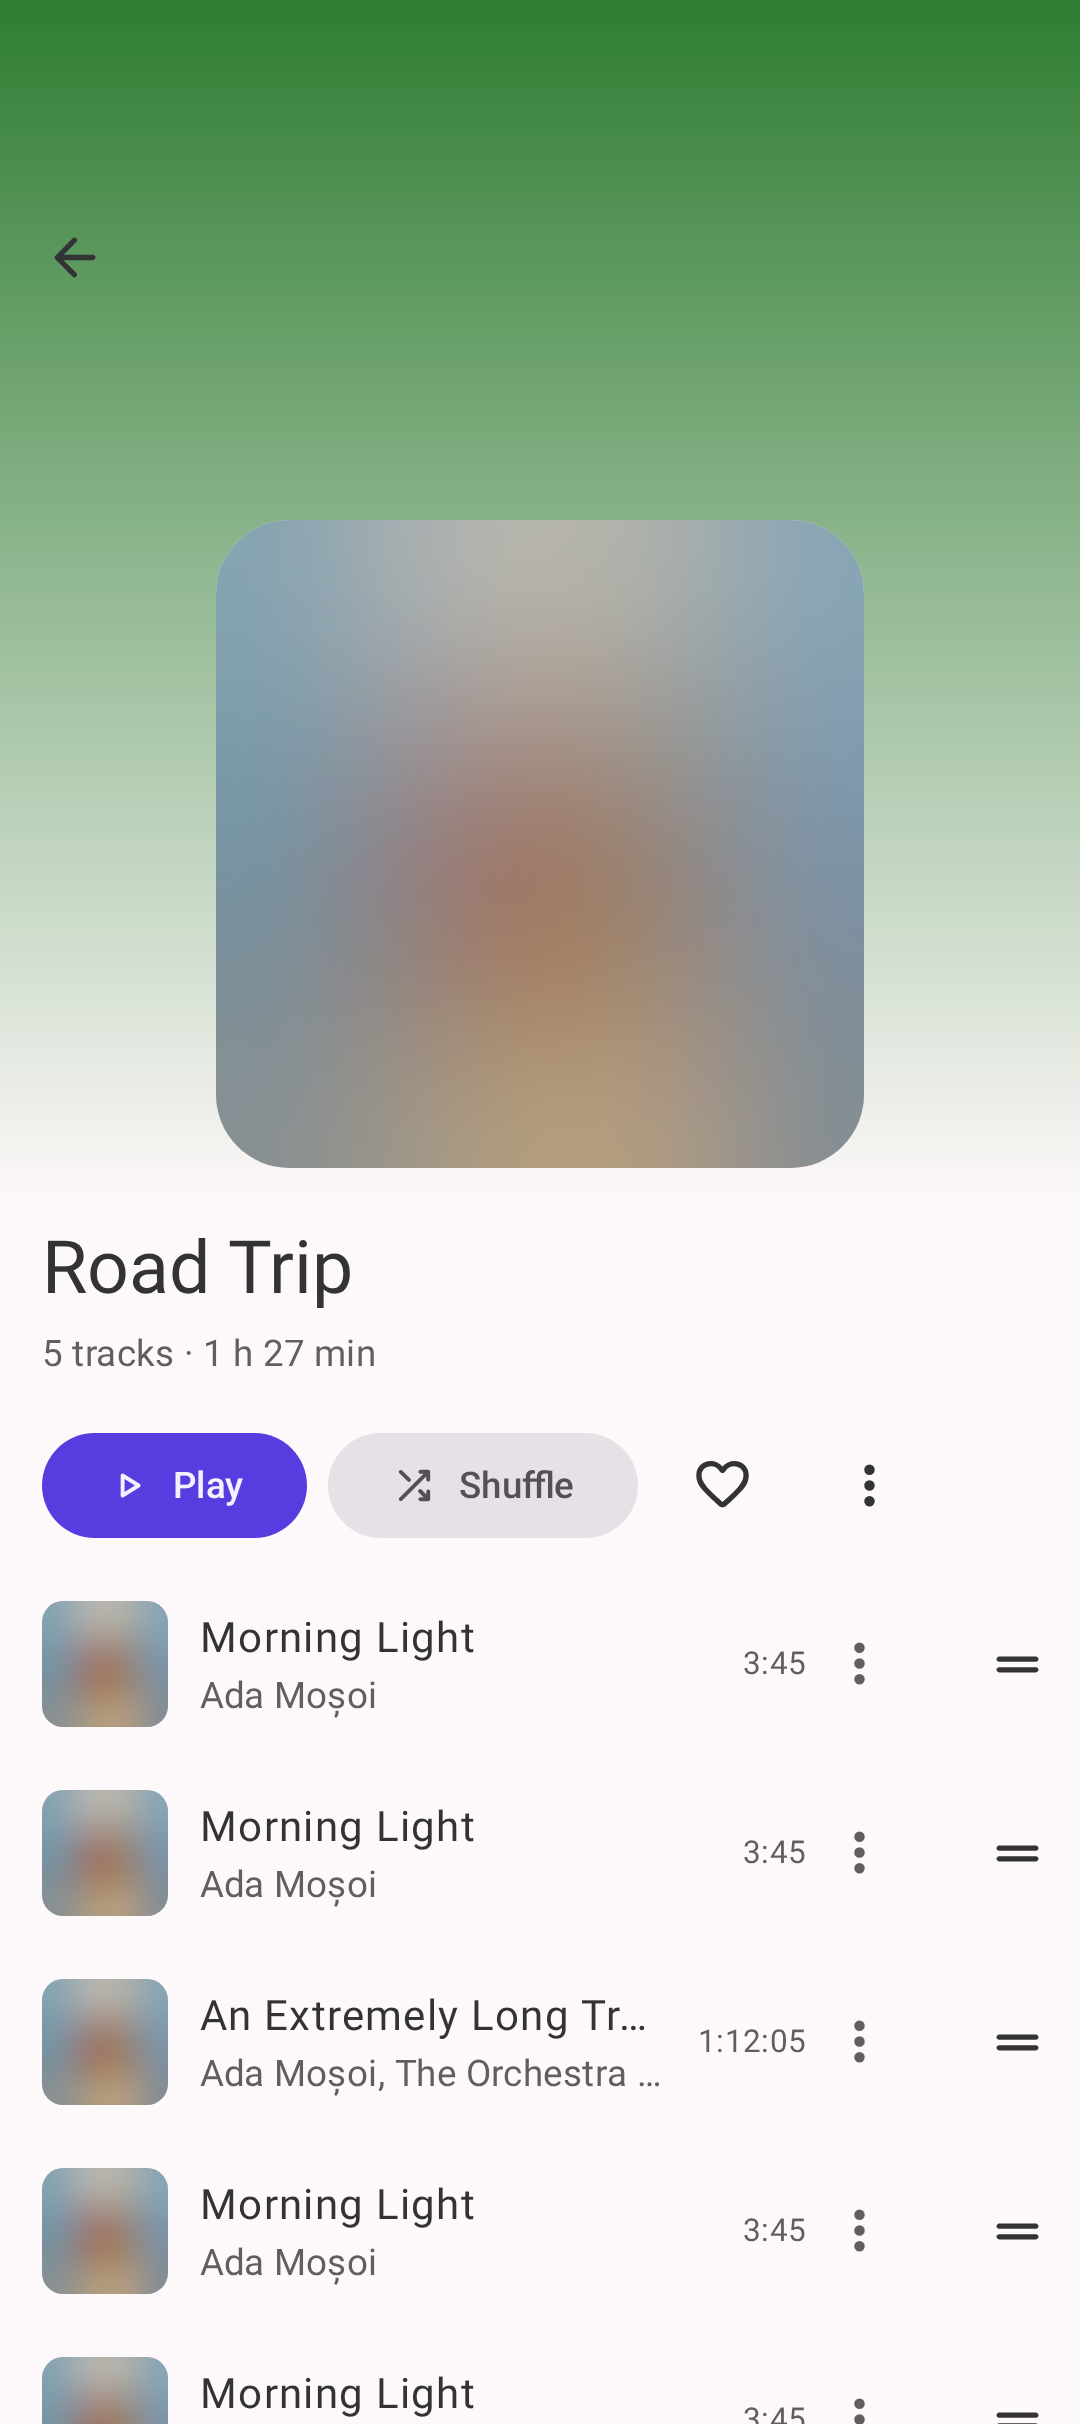 Road Trip
5 tracks · 1 h 27 min
Play
Shuffle
Morning Light
3:45
Ada Moșoi
Morning Light
3:45
Ada Moșoi
An Extremely Long Tr…
1:12:05
Ada Moșoi, The Orchestra …
Morning Light
3:45
Ada Moșoi
Morning Light
3:45